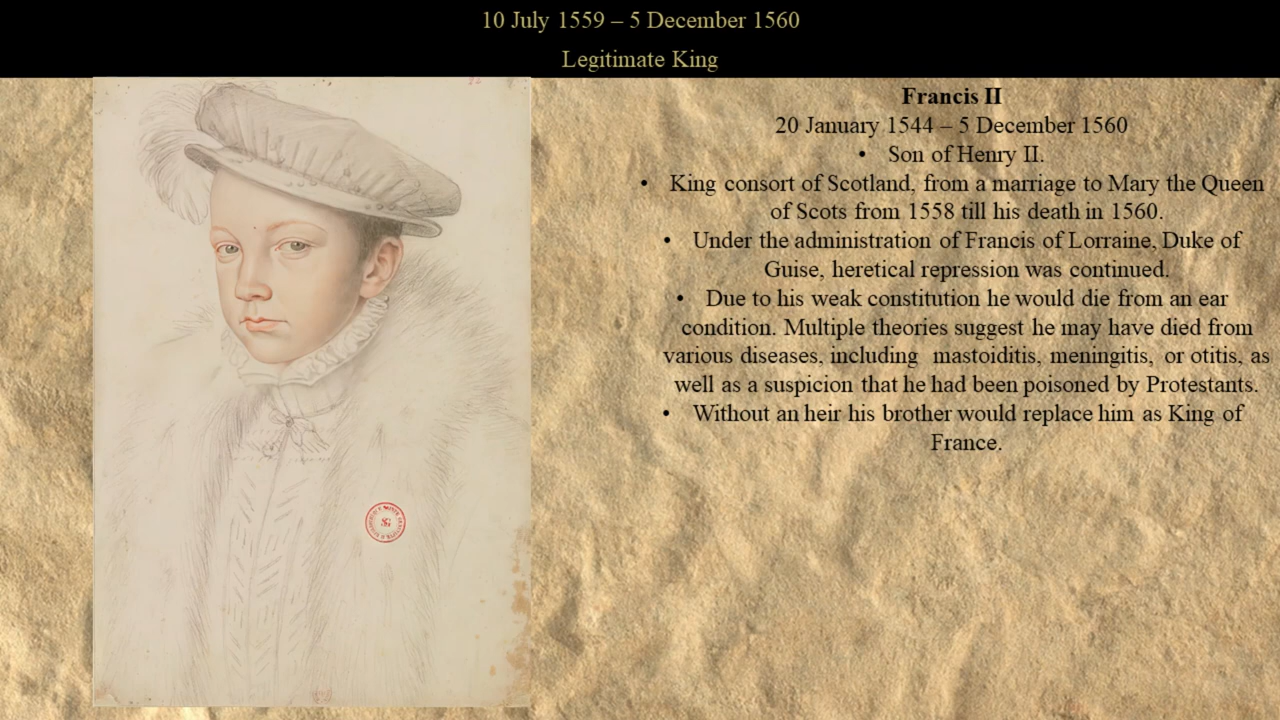 10 July 1559 – 5 December 1560
Legitimate King
Francis II
20 January 1544 – 5 December 1560
• Son of Henry II.
• King consort of Scotland, from a marriage to Mary the Queen
of Scots from 1558 till his death in 1560.
• Under the administration of Francis of Lorraine, Duke of
Guise, heretical repression was continued.
• Due to his weak constitution he would die from an ear
condition. Multiple theories suggest he may have died from
various diseases, including mastoiditis, meningitis, or otitis, as
well as a suspicion that he had been poisoned by Protestants.
• Without an heir his brother would replace him as King of
France.